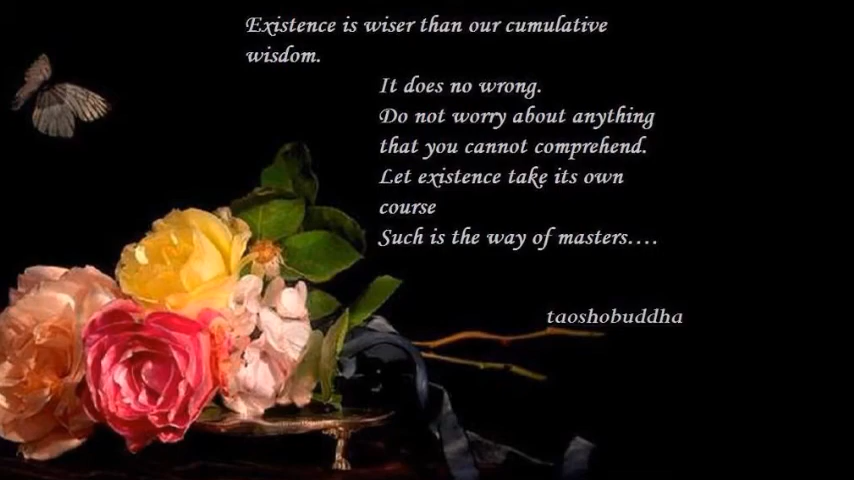 Existence is wiser than our cumulative
wisdom.
It does no wrong.
Do not worry about anything
that you cannot comprehend.
Let existence take its own
course
Such is the way of masters....
taoshobuddha